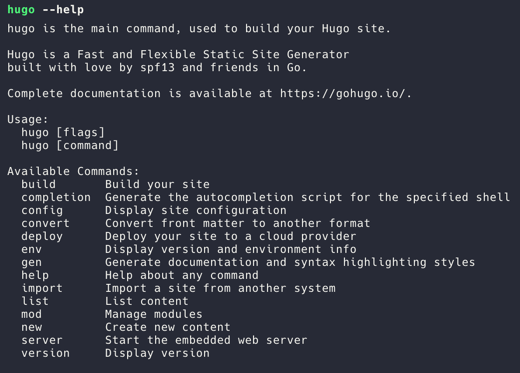 hugo --help
hugo is the main command, used to build your Hugo site.
Hugo is a Fast and Flexible Static Site Generator
built with love by spf13 and friends in Go.
Complete documentation is available at https://gohugo.io/.
Usage:
hugo [flags]
hugo [command]
Available Commands:
build Build your site
completion Generate the autocompletion script for the specified shell
config Display site configuration
convert Convert front matter to another format
deploy Deploy your site to a cloud provider
env Display version and environment info
gen Generate documentation and syntax highlighting styles
help Help about any command
import Import a site from another system
list List content
mod Manage modules
new Create new content
server Start the embedded web server
version Display version